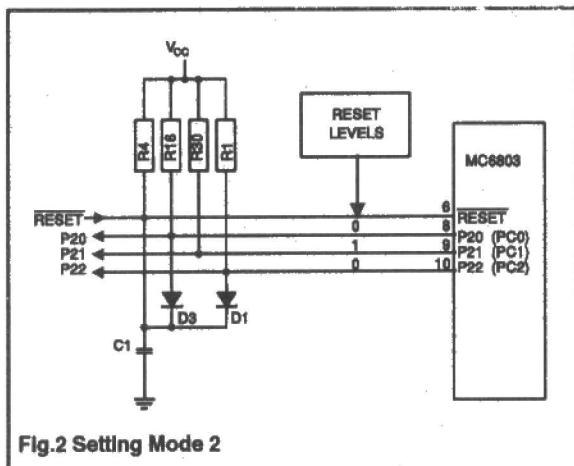 VCC
R4 R16 R30 R1
RESET LEVELS
MC6803
RESET 6 RESET
P20 0 8 P20 (PC0)
P21 1 9 P21 (PC1)
P22 0 10 P22 (PC2)
D3 D1
C1
Fig.2 Setting Mode 2